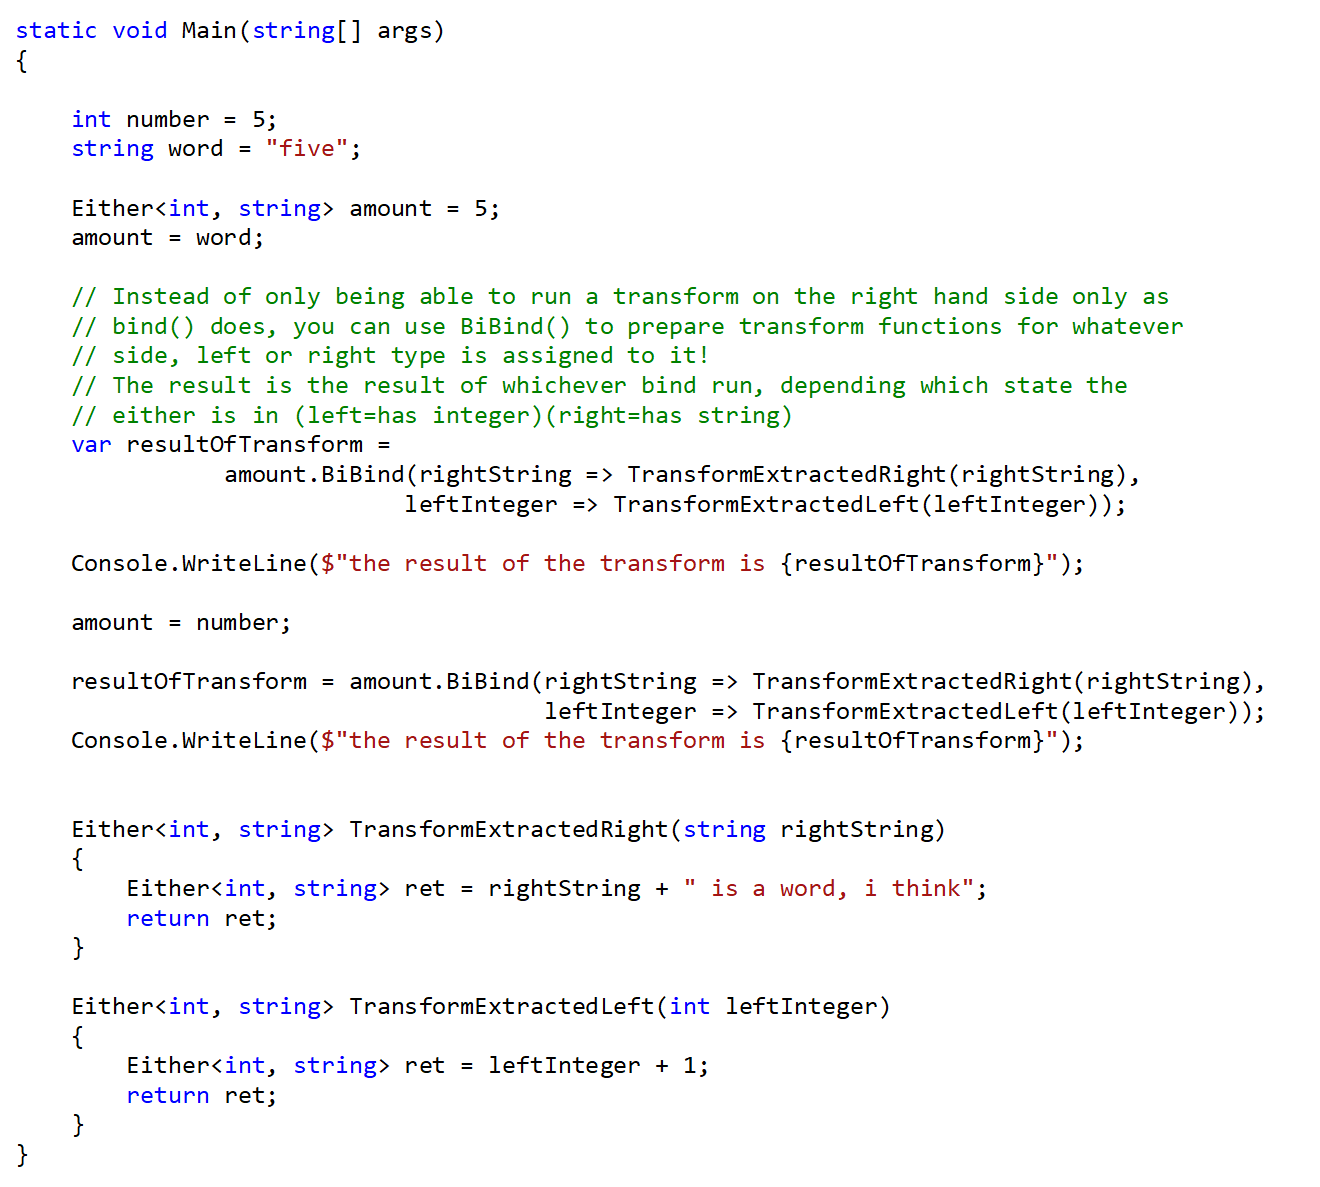 static void Main(string[] args)
{
int number = 5;
string word = "five";
Either<int, string> amount = 5;
amount = word;
// Instead of only being able to run a transform on the right hand side only as
// bind() does, you can use BiBind() to prepare transform functions for whatever
// side, left or right type is assigned to it!
// The result is the result of whichever bind run, depending which state the
// either is in (left=has integer)(right=has string)
var resultOfTransform =
amount.BiBind(rightString => TransformExtractedRight(rightString),
leftInteger => TransformExtractedLeft(leftInteger));
Console.WriteLine($"the result of the transform is {resultOfTransform}");
amount = number;
resultOfTransform = amount.BiBind(rightString => TransformExtractedRight(rightString),
leftInteger => TransformExtractedLeft(leftInteger));
Console.WriteLine($"the result of the transform is {resultOfTransform}");
Either<int, string> TransformExtractedRight(string rightString)
{
Either<int, string> ret = rightString + " is a word, i think";
return ret;
}
Either<int, string> TransformExtractedLeft(int leftInteger)
{
Either<int, string> ret = leftInteger + 1;
return ret;
}
}